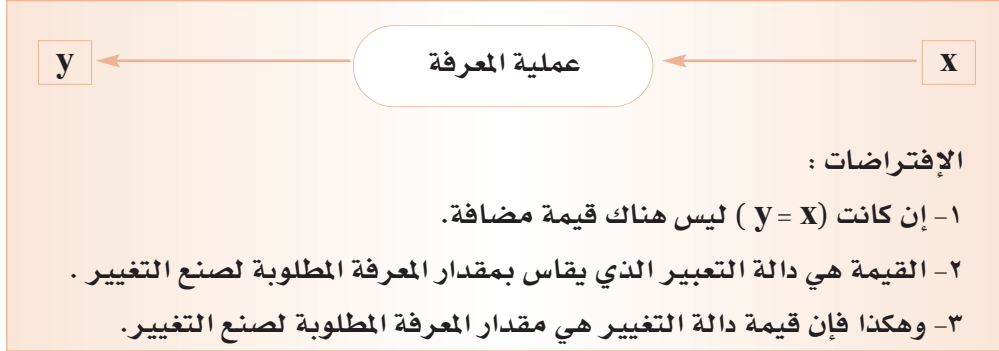 x عملية المعرفة y
الإفتراضات :
١- إن كانت (y = x ) ليس هناك قيمة مضافة.
٢- القيمة هي دالة التعبير الذي يقاس بمقدار المعرفة المطلوبة لصنع التغيير .
٣- وهكذا فإن قيمة دالة التغيير هي مقدار المعرفة المطلوبة لصنع التغيير.